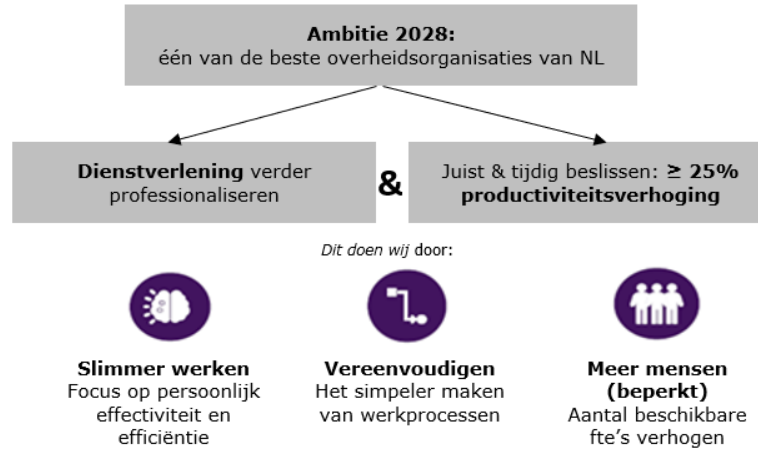 Ambitie 2028:
één van de beste overheidsorganisaties van NL
Dienstverlening verder
professionaliseren
&
Juist & tijdig beslissen: ≥ 25%
productiviteitsverhoging
Dit doen wij door:
Slimmer werken
Focus op persoonlijk
effectiviteit en
efficiëntie
Vereenvoudigen
Het simpeler maken
van werkprocessen
Meer mensen
(beperkt)
Aantal beschikbare
fte's verhogen